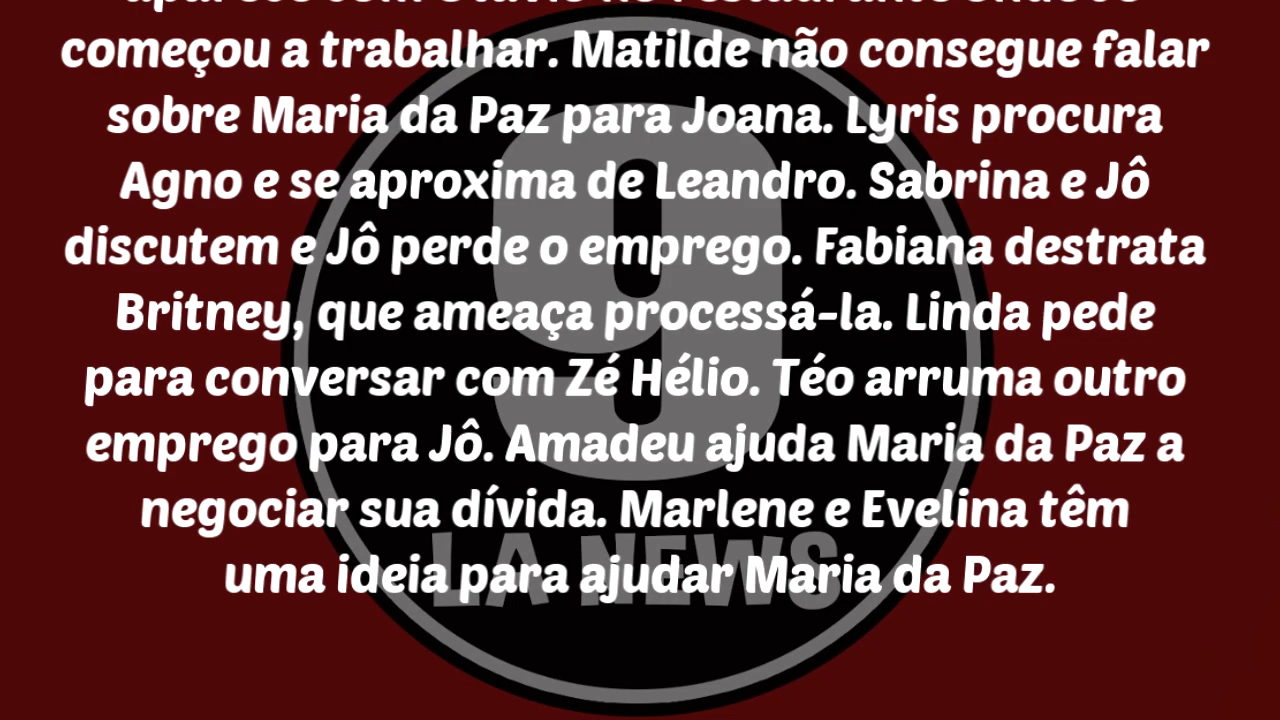 começou a trabalhar. Matilde não consegue falar
sobre Maria da Paz para Joana. Lyris procura
Agno e se aproxima de Leandro. Sabrina e Jô
discutem e Jô perde o emprego. Fabiana destrata
Britney, que ameaça processá-la. Linda pede
para conversar com Zé Hélio. Téo arruma outro
emprego para Jô. Amadeu ajuda Maria da Paz a
negociar sua dívida. Marlene e Evelina têm
uma ideia para ajudar Maria da Paz.
9
LA NEWS